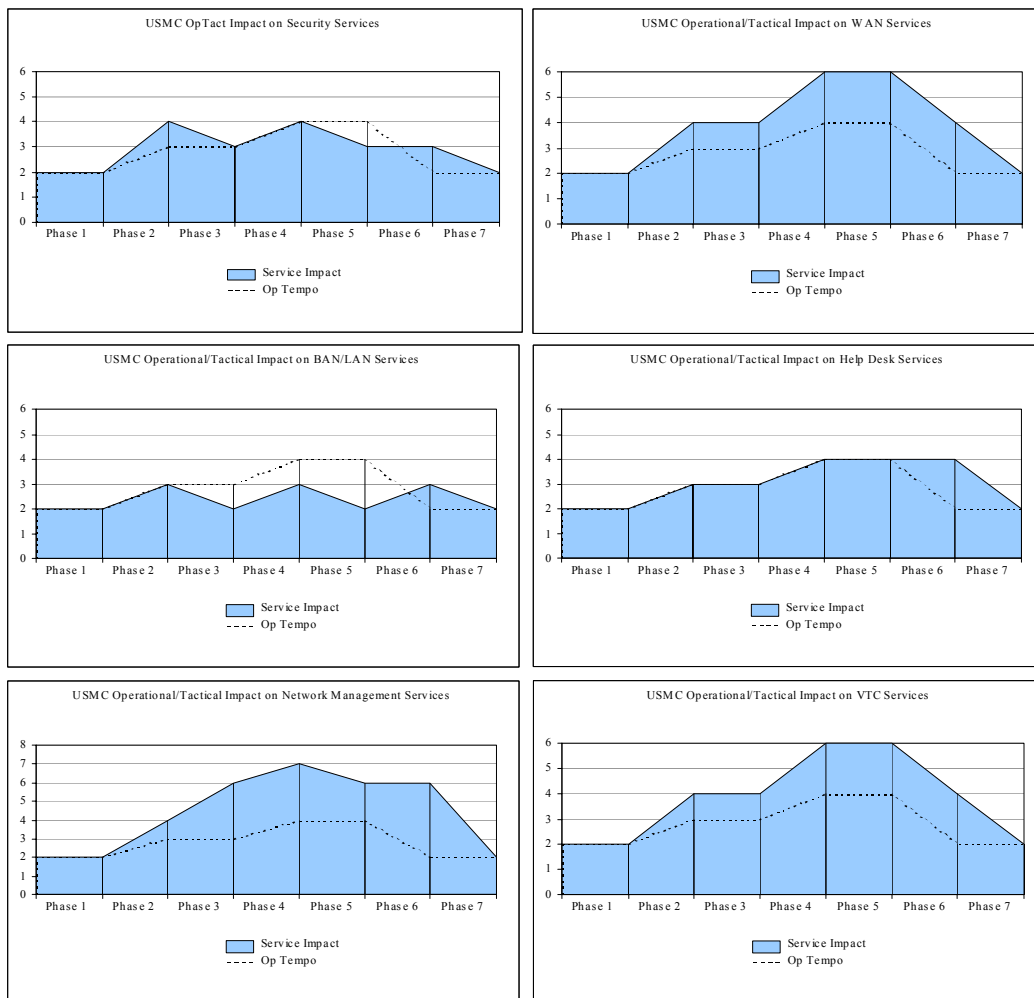 USMC OpTact Impact on Security Services
6
5
4
3
2
1
0
Phase 1 Phase 2 Phase 3 Phase 4 Phase 5 Phase 6 Phase 7
Service Impact
Op Tempo
USMC Operational/Tactical Impact on WAN Services
6
5
4
3
2
1
0
Phase 1 Phase 2 Phase 3 Phase 4 Phase 5 Phase 6 Phase 7
Service Impact
Op Tempo
USMC Operational/Tactical Impact on BAN/LAN Services
6
5
4
3
2
1
0
Phase 1 Phase 2 Phase 3 Phase 4 Phase 5 Phase 6 Phase 7
Service Impact
Op Tempo
USMC Operational/Tactical Impact on Help Desk Services
6
5
4
3
2
1
0
Phase 1 Phase 2 Phase 3 Phase 4 Phase 5 Phase 6 Phase 7
Service Impact
Op Tempo
USMC Operational/Tactical Impact on Network Management Services
8
7
6
5
4
3
2
1
0
Phase 1 Phase 2 Phase 3 Phase 4 Phase 5 Phase 6 Phase 7
Service Impact
Op Tempo
USMC Operational/Tactical Impact on VTC Services
6
5
4
3
2
1
0
Phase 1 Phase 2 Phase 3 Phase 4 Phase 5 Phase 6 Phase 7
Service Impact
Op Tempo